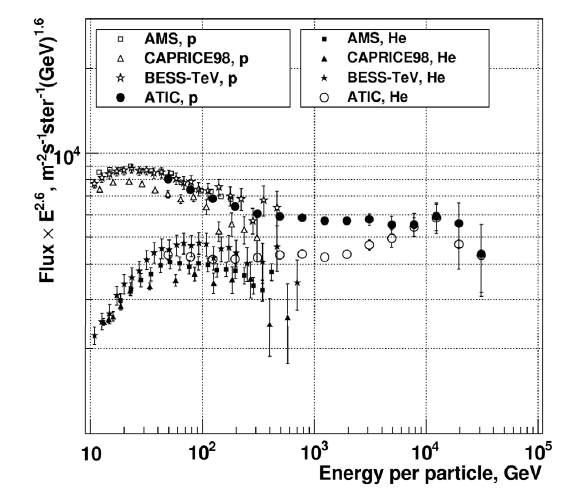 AMS, p
CAPRICE98, p
BESS-TeV, p
ATIC, p
AMS, He
CAPRICE98, He
BESS-TeV, He
ATIC, He
Flux × E^2.6, m^-2s^-1ster^-1(GeV)^1.6
10^4
10 10^2 10^3 10^4 10^5
Energy per particle, GeV